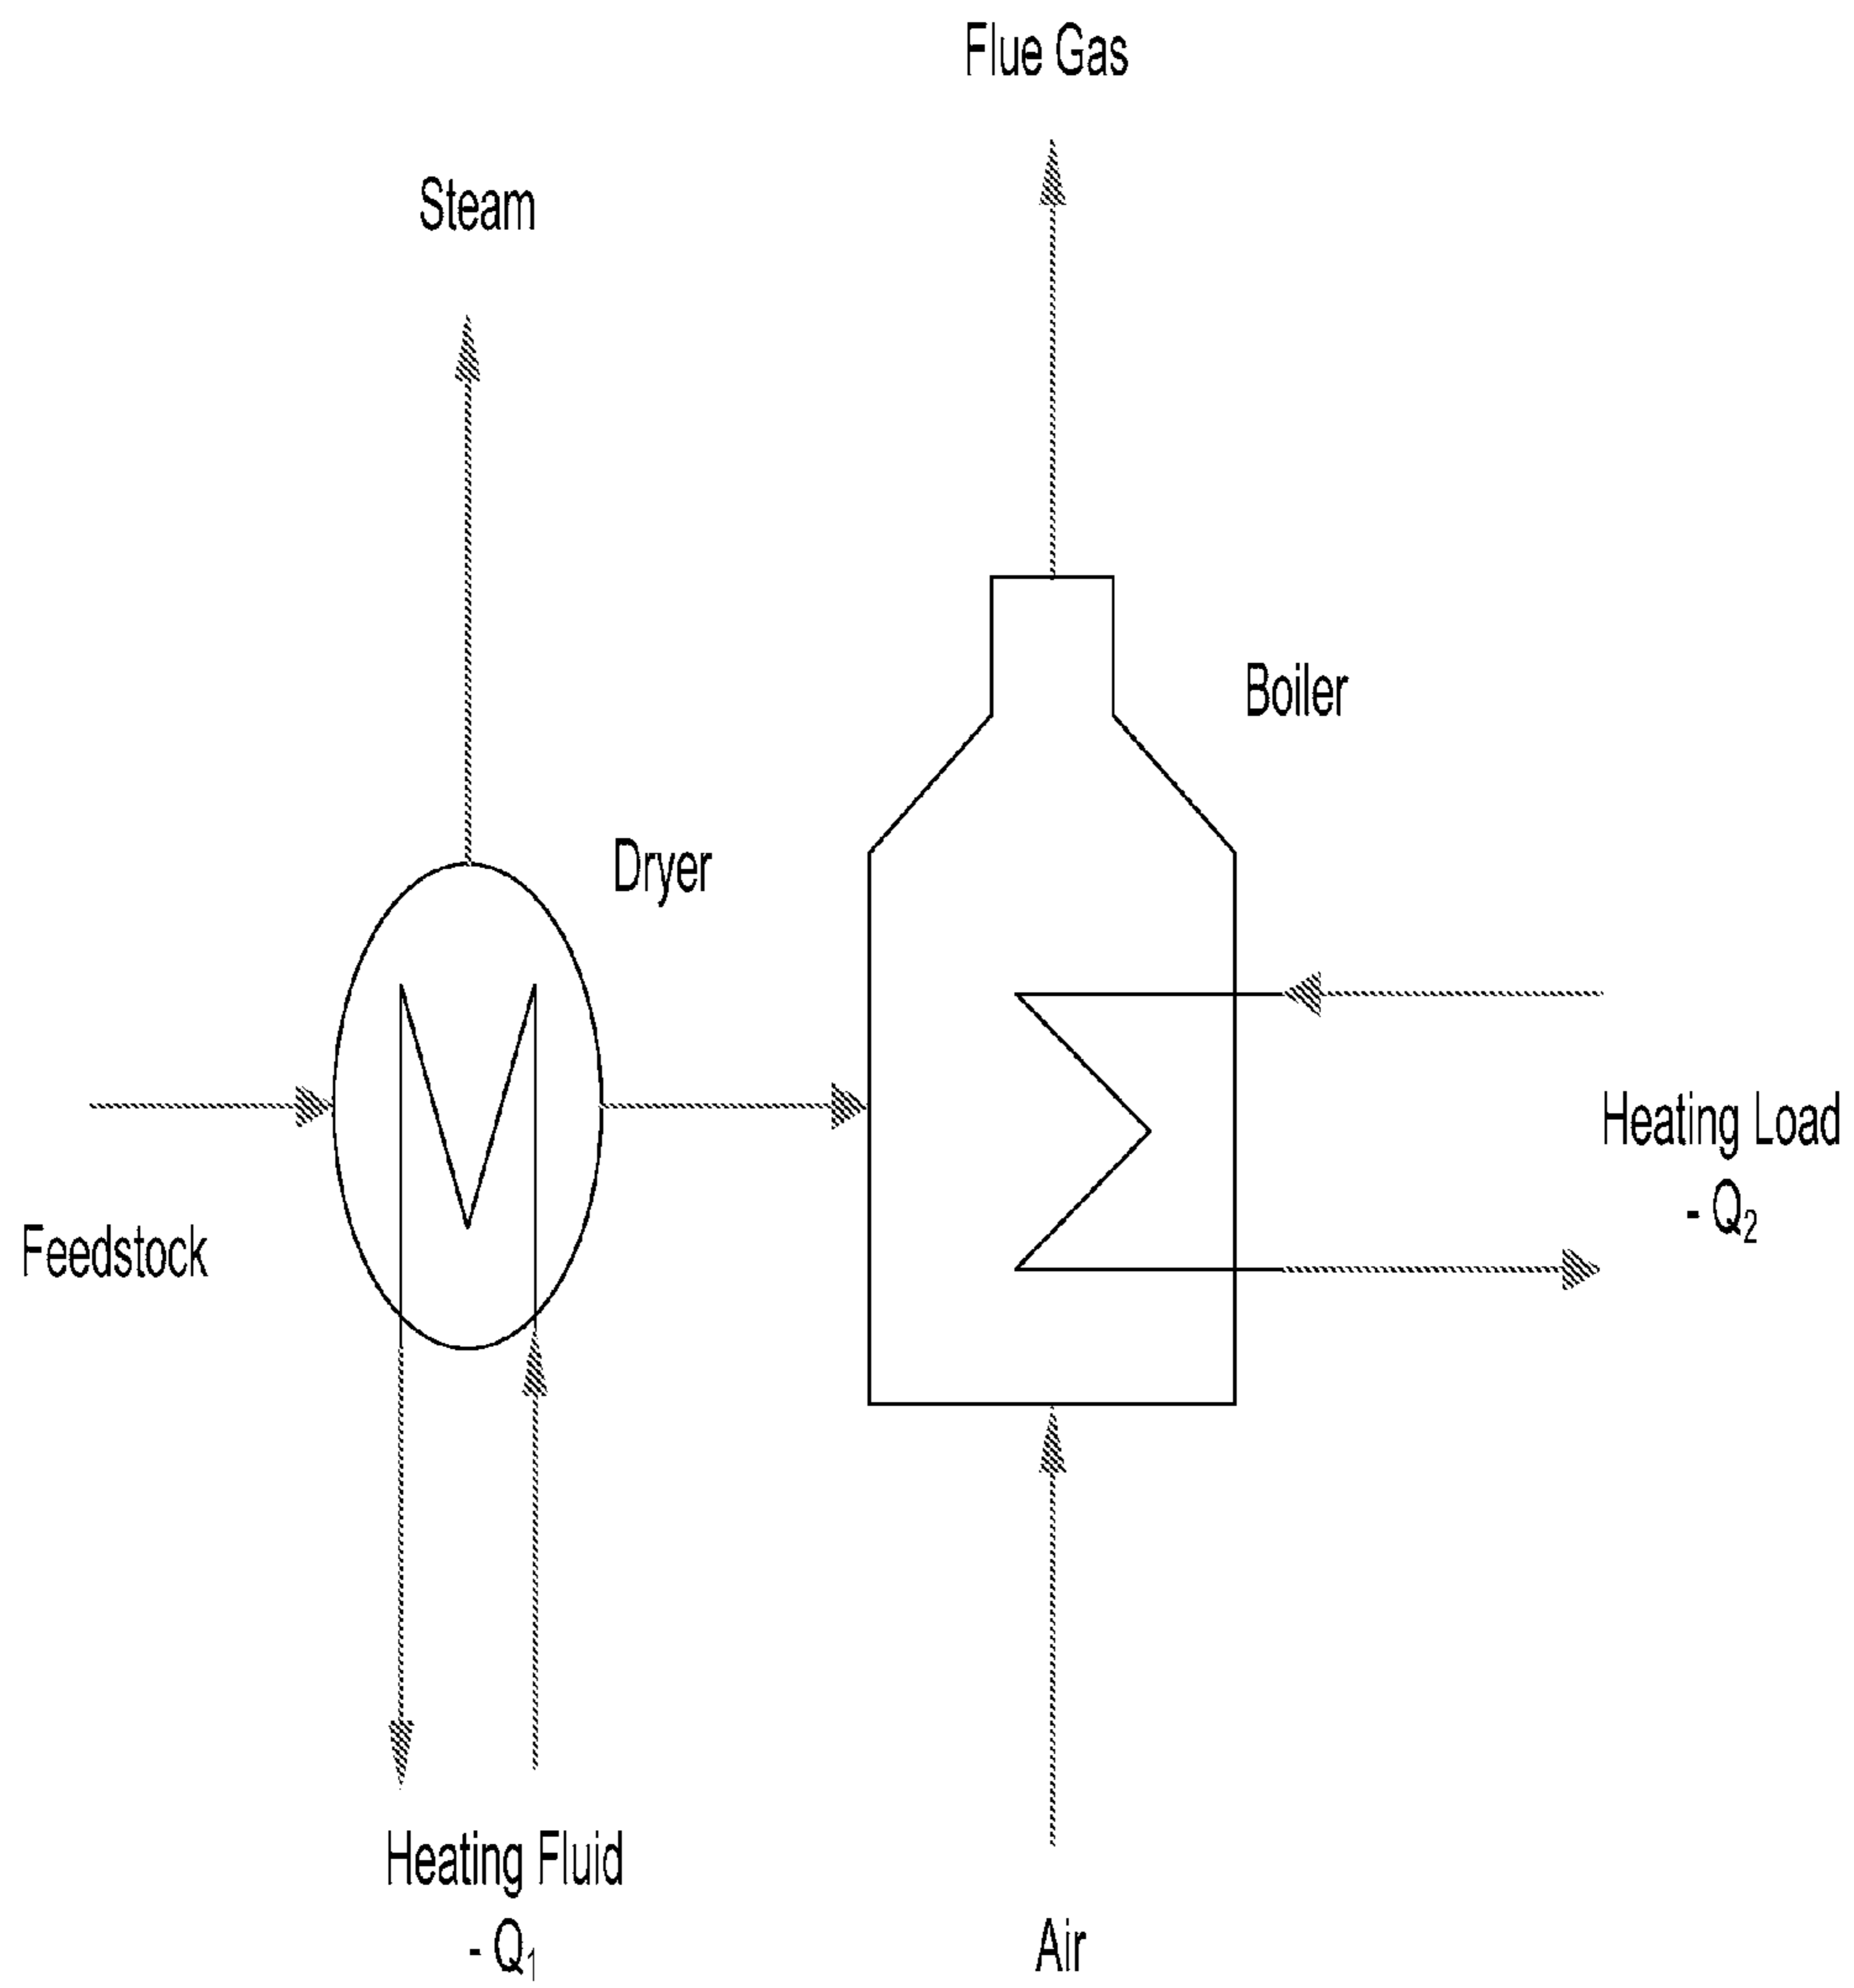 Flue Gas
Steam
Boiler
Dryer
Heating Load
- Q₂
Feedstock
Heating Fluid
- Q₁
Air